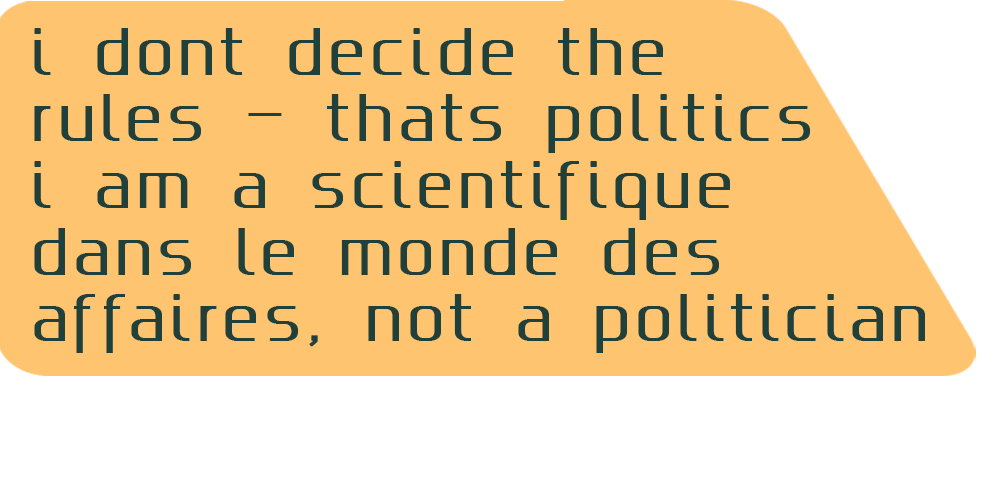 i dont decide the
rules - thats politics
i am a scientifique
dans le monde des
affaires, not a politician